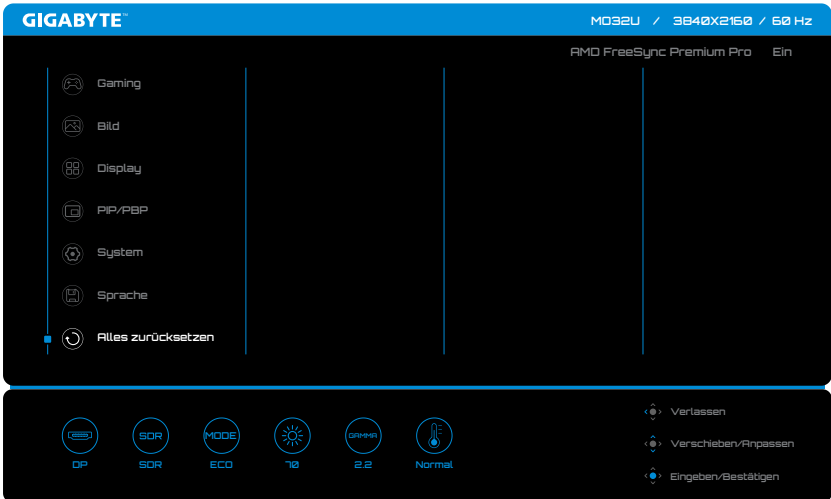 GIGABYTE™
MO32U / 3840X2160 / 60 Hz
AMD FreeSync Premium Pro Ein
Gaming
Bild
Display
PIP/PBP
System
Sprache
Alles zurücksetzen
SDR MODE GAMMA
DP SDR ECO 70 2.2 Normal
Verlassen
Verschieben/Anpassen
Eingeben/Bestätigen